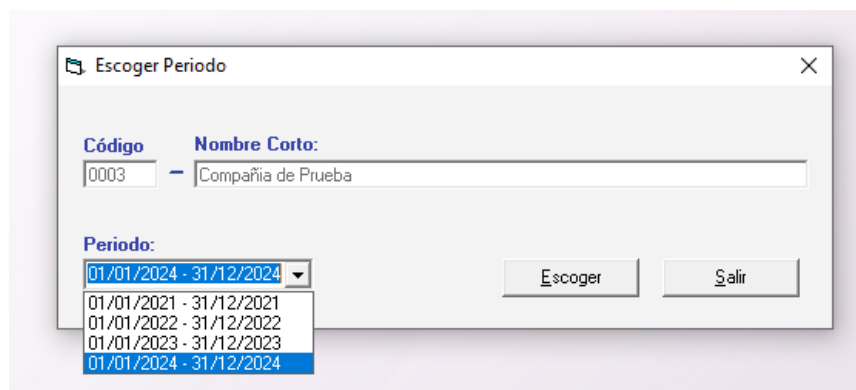 Escoger Periodo
Código Nombre Corto:
0003 - Compañia de Prueba
Periodo:
01/01/2024 - 31/12/2024 Escoger Salir
01/01/2021 - 31/12/2021
01/01/2022 - 31/12/2022
01/01/2023 - 31/12/2023
01/01/2024 - 31/12/2024